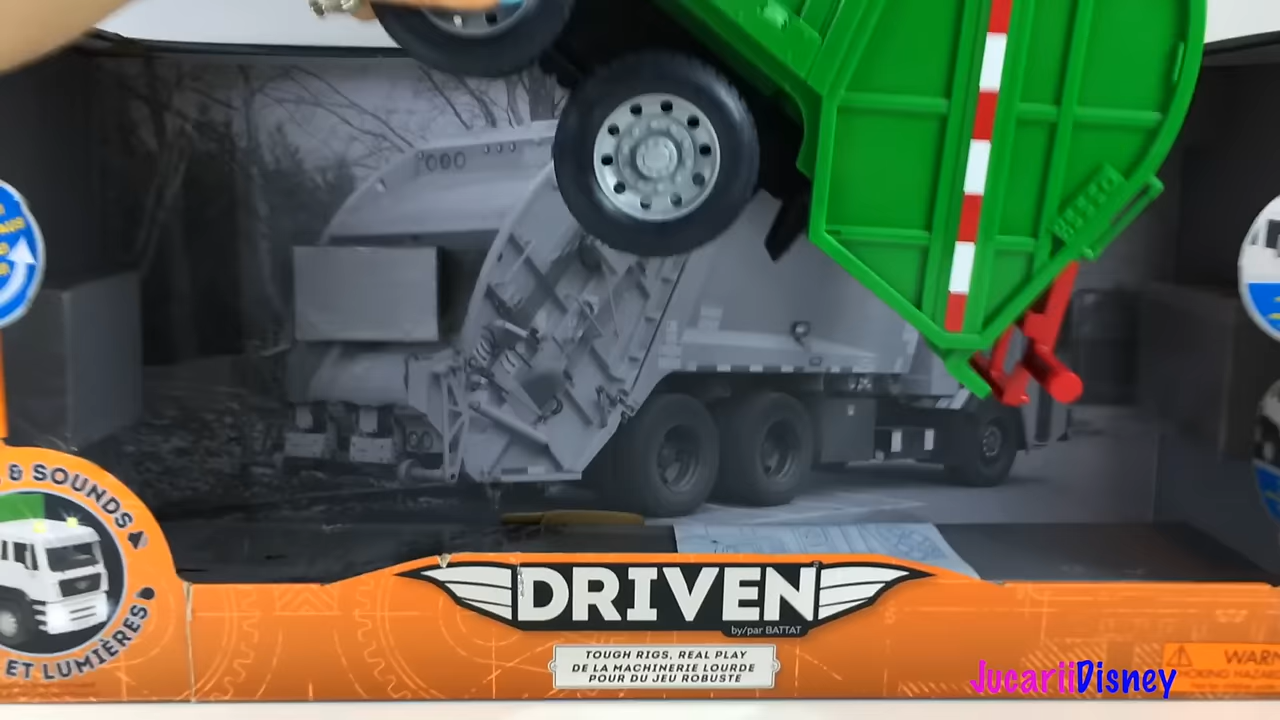 & SOUNDS
ET LUMIÈRES
DRIVEN
by/par BATTAT
TOUGH RIGS, REAL PLAY
DE LA MACHINERIE LOURDE
POUR DU JEU ROBUSTE
JucariiDisney